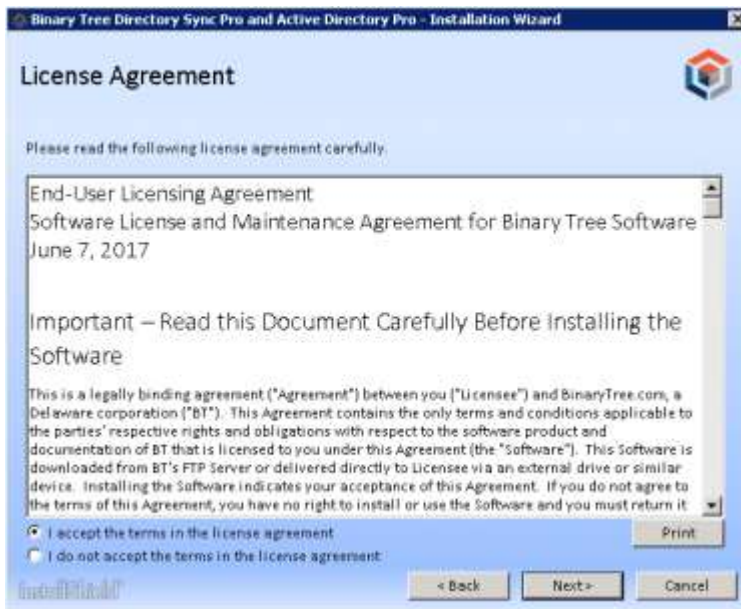 Binary Tree Directory Sync Pro and Active Directory Pro - Installation Wizard
License Agreement
Please read the following license agreement carefully.
End-User Licensing Agreement
Software License and Maintenance Agreement for Binary Tree Software
June 7, 2017
Important – Read this Document Carefully Before Installing the
Software
This is a legally binding agreement ("Agreement") between you ("Licensee") and BinaryTree.com, a
Delaware corporation ("BT"). This Agreement contains the only terms and conditions applicable to
the parties' respective rights and obligations with respect to the software product and
documentation of BT that is licensed to you under this Agreement (the "Software"). This Software is
downloaded from BT's FTP Server or delivered directly to Licensee via an external drive or similar
device. Installing the Software indicates your acceptance of this Agreement. If you do not agree to
the terms of this Agreement, you have no right to install or use the Software and you must return it
I accept the terms in the license agreement
Print
I do not accept the terms in the license agreement
InstallShield
< Back
Next >
Cancel